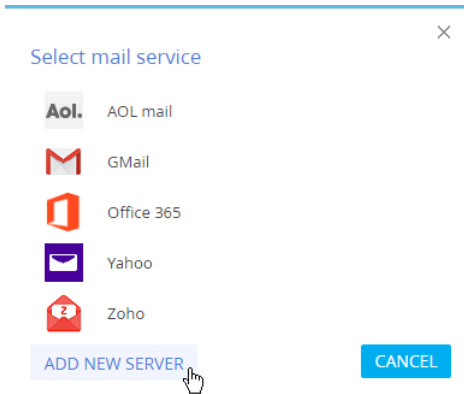 Select mail service
Aol. AOL mail
GMail
Office 365
Yahoo
Z Zoho
ADD NEW SERVER CANCEL